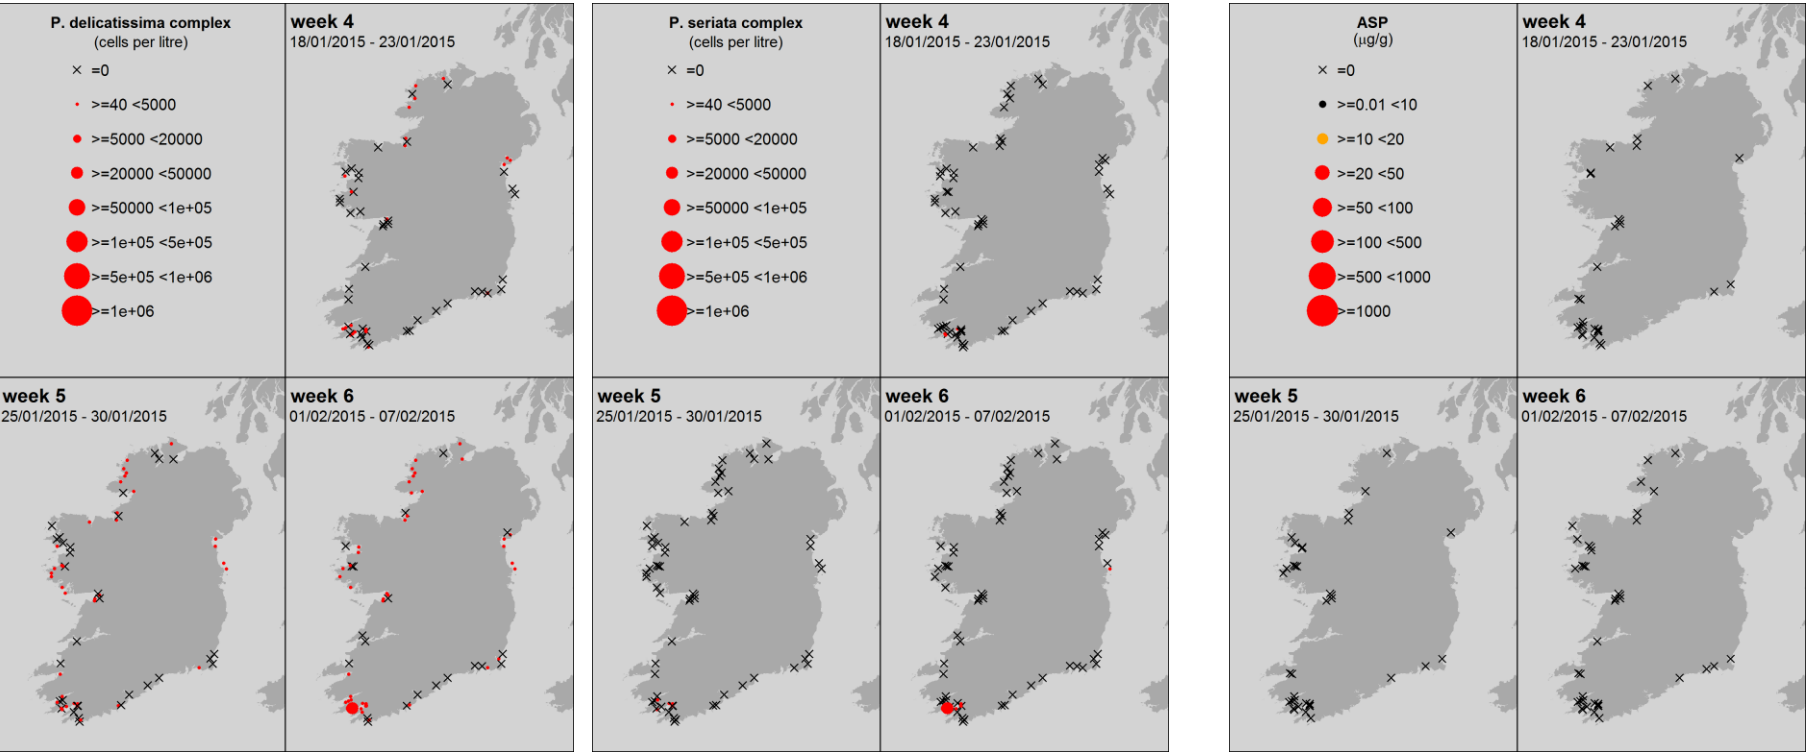 P. delicatissima complex
(cells per litre)
=0
>=40 <5000
>=5000 <20000
>=20000 <50000
>=50000 <1e+05
>=1e+05 <5e+05
>=5e+05 <1e+06
>=1e+06
week 4
18/01/2015 - 23/01/2015
week 5
25/01/2015 - 30/01/2015
week 6
01/02/2015 - 07/02/2015
P. seriata complex
(cells per litre)
=0
>=40 <5000
>=5000 <20000
>=20000 <50000
>=50000 <1e+05
>=1e+05 <5e+05
>=5e+05 <1e+06
>=1e+06
week 4
18/01/2015 - 23/01/2015
week 5
25/01/2015 - 30/01/2015
week 6
01/02/2015 - 07/02/2015
ASP
(µg/g)
=0
>=0.01 <10
>=10 <20
>=20 <50
>=50 <100
>=100 <500
>=500 <1000
>=1000
week 4
18/01/2015 - 23/01/2015
week 5
25/01/2015 - 30/01/2015
week 6
01/02/2015 - 07/02/2015